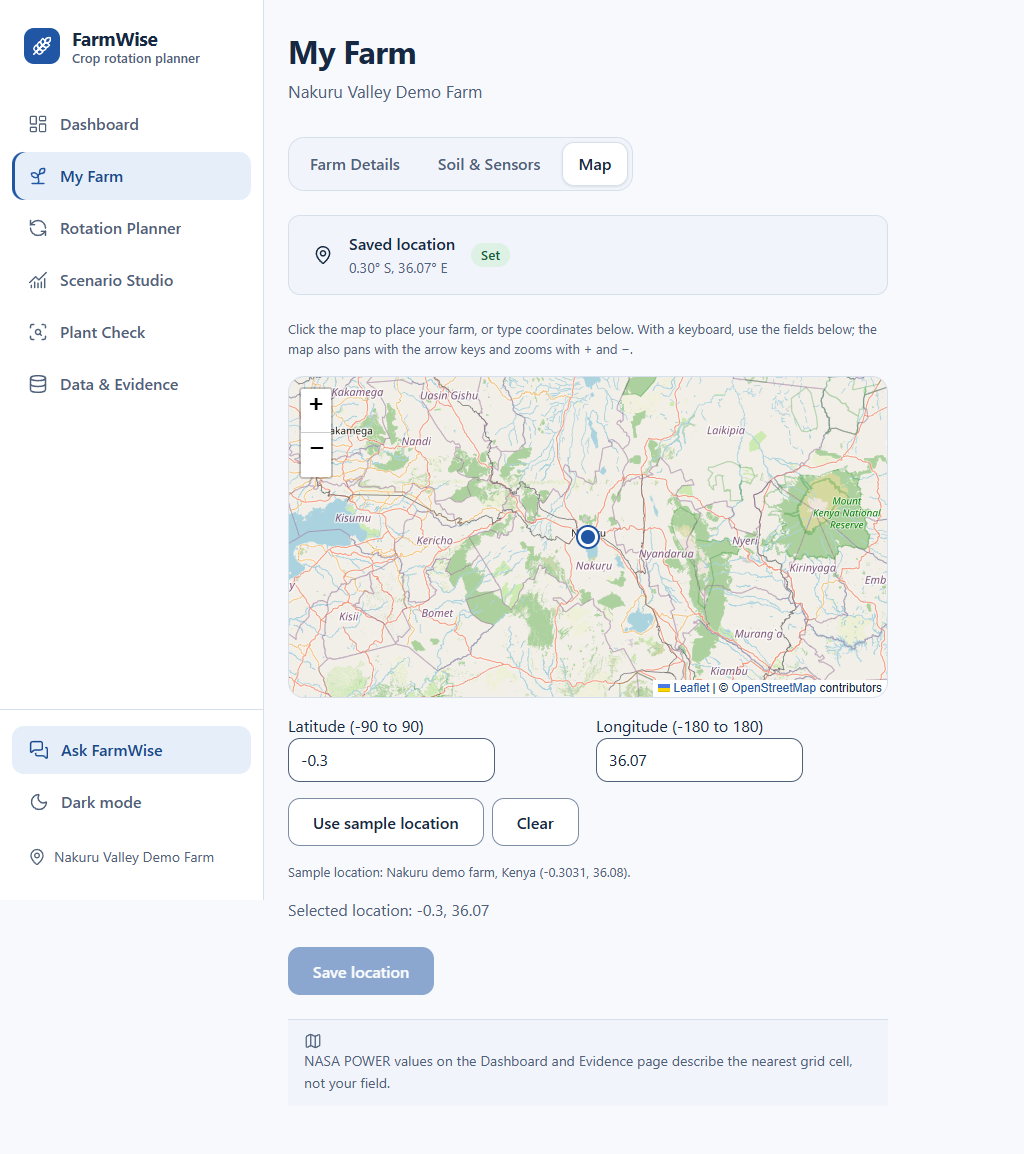 FarmWise
Crop rotation planner
Dashboard
My Farm
Rotation Planner
Scenario Studio
Plant Check
Data & Evidence
Ask FarmWise
Dark mode
Nakuru Valley Demo Farm
My Farm
Nakuru Valley Demo Farm
Farm Details
Soil & Sensors
Map
Saved location
Set
0.30° S, 36.07° E
Click the map to place your farm, or type coordinates below. With a keyboard, use the fields below; the
map also pans with the arrow keys and zooms with + and −.
+
−
Kakamega
Uasin Gishu
akamega
Nandi
Laikipia
Mount
Kenya National
Reserve
Kisumu
Kericho
Nakuru
Nyandarua
Nyeri
Kirinyaga
Emb
y
Kisii
Bomet
Murang'a
Kiambu
Leaflet | © OpenStreetMap contributors
Latitude (-90 to 90)
Longitude (-180 to 180)
-0.3
36.07
Use sample location
Clear
Sample location: Nakuru demo farm, Kenya (-0.3031, 36.08).
Selected location: -0.3, 36.07
Save location
NASA POWER values on the Dashboard and Evidence page describe the nearest grid cell,
not your field.